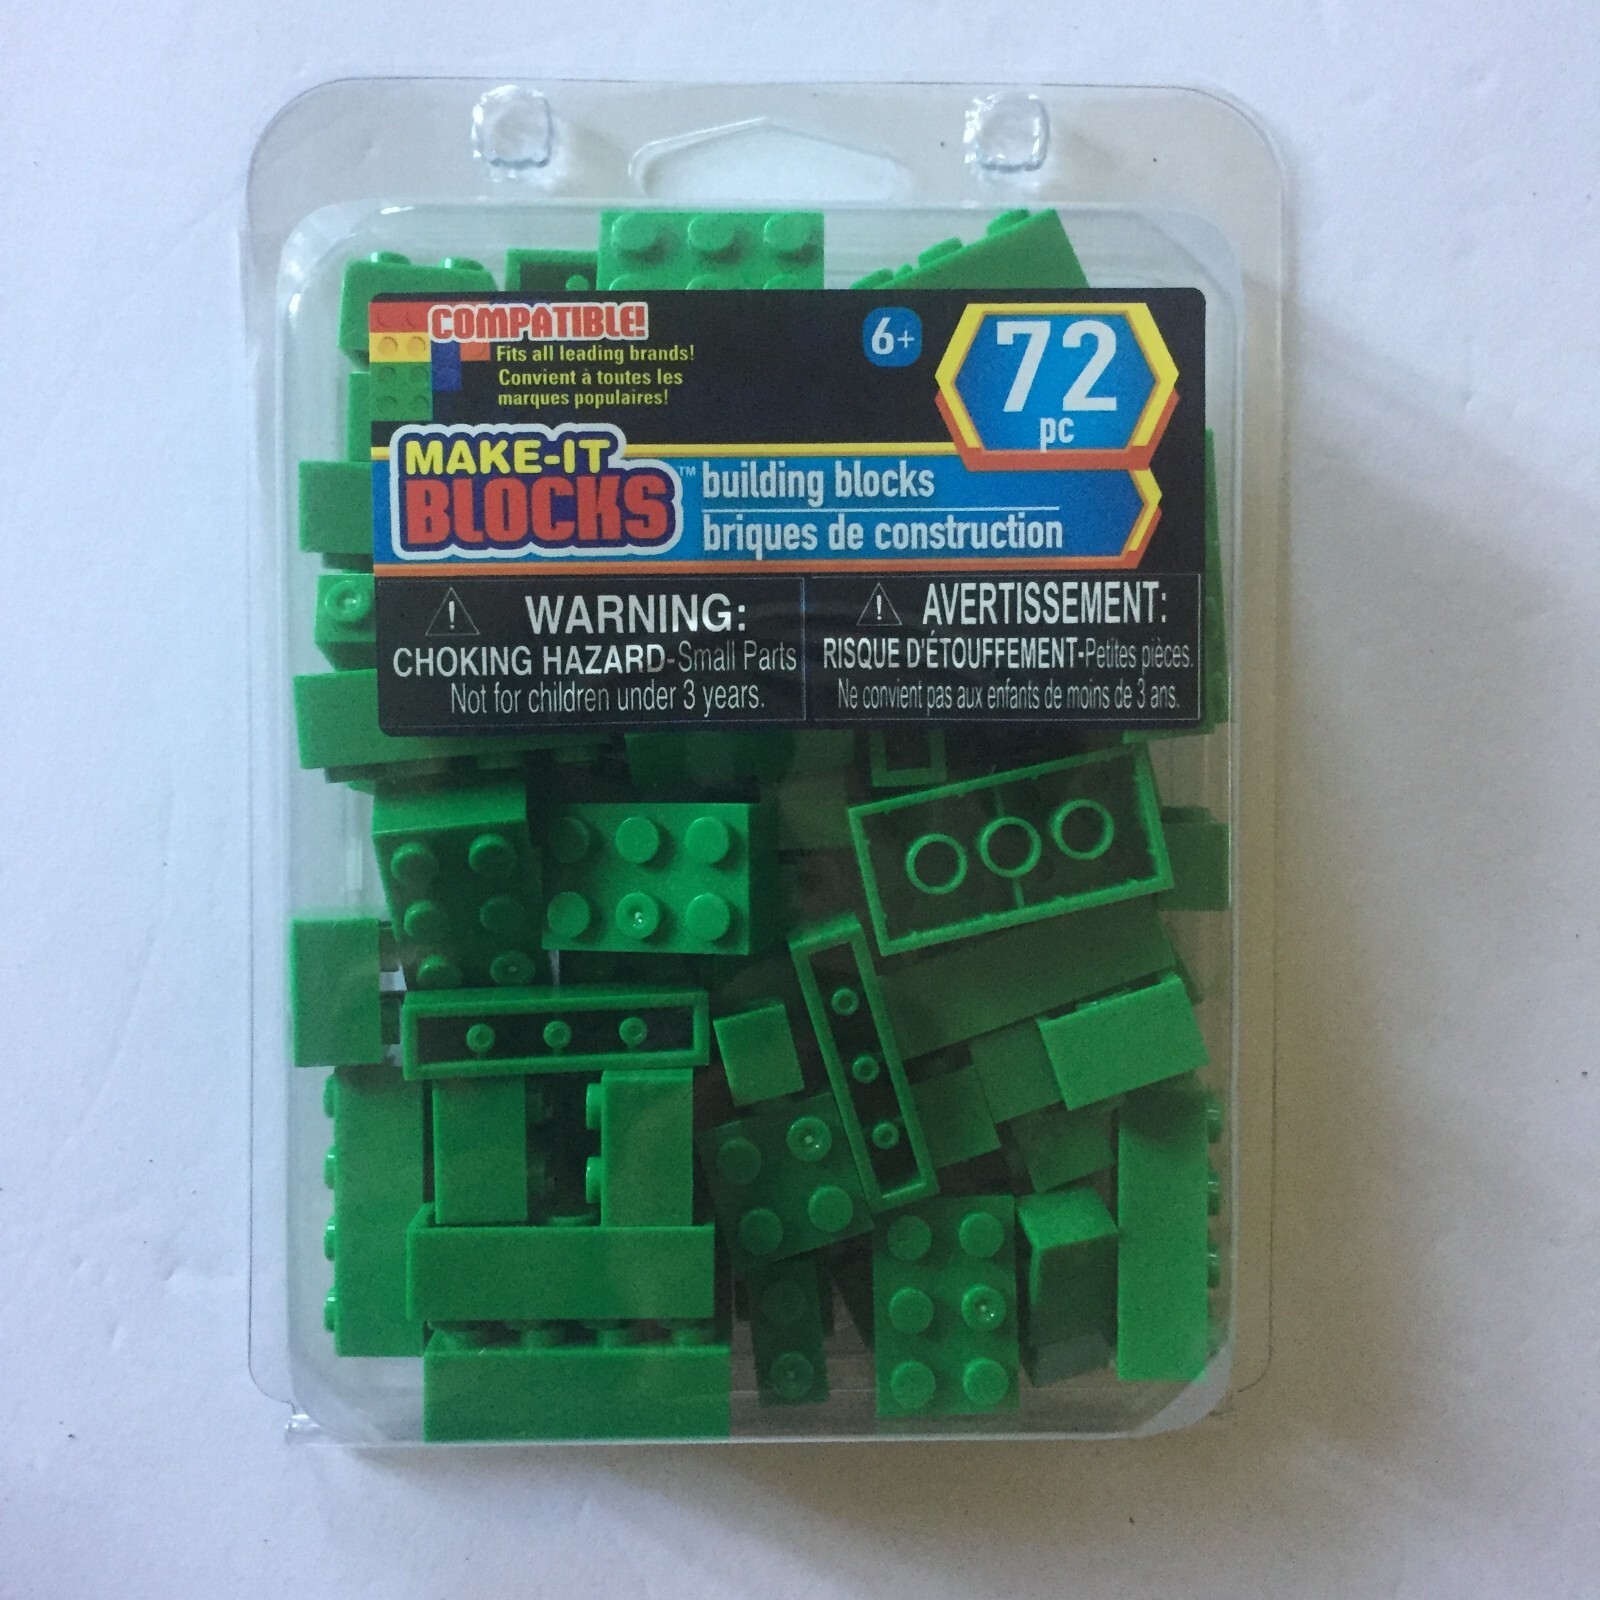 COMPATIBLE!
Fits all leading brands!
Convient à toutes les
marques populaires!
6+
72
pc
MAKE-IT
BLOCKS™
building blocks
briques de construction
WARNING:
CHOKING HAZARD-Small Parts
Not for children under 3 years.
AVERTISSEMENT:
RISQUE D'ÉTOUFFEMENT-Petites pièces.
Ne convient pas aux enfants de moins de 3 ans.